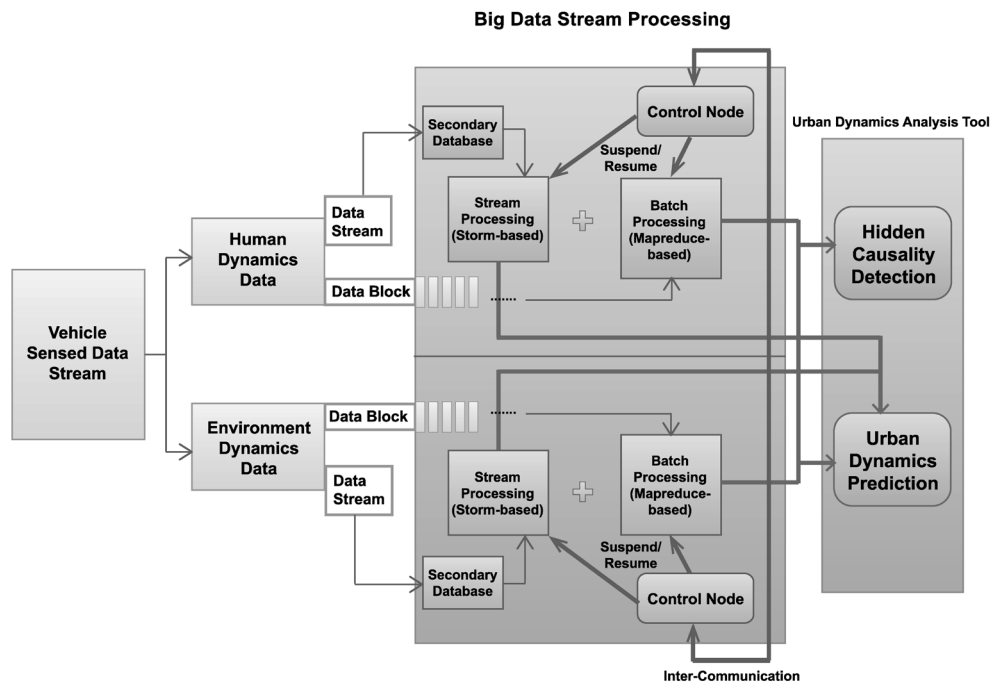 Big Data Stream Processing
Control Node
Urban Dynamics Analysis Tool
Secondary
Database
Suspend/
Resume
Data
Stream
Stream
Processing
(Storm-based)
Batch
Processing
(Mapreduce-
based)
Human
Dynamics
Data
Hidden
Causality
Detection
Data Block
.......
Vehicle
Sensed Data
Stream
Data Block
.......
Environment
Dynamics
Data
Urban
Dynamics
Prediction
Stream
Processing
(Storm-based)
Batch
Processing
(Mapreduce-
based)
Data
Stream
Suspend/
Resume
Secondary
Database
Control Node
Inter-Communication